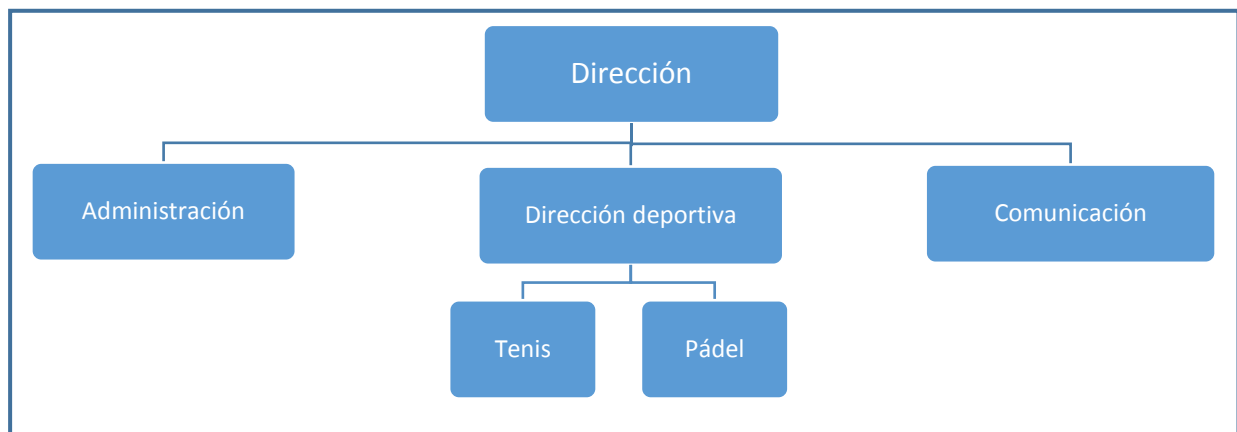 Dirección
Administración
Dirección deportiva
Comunicación
Tenis
Pádel